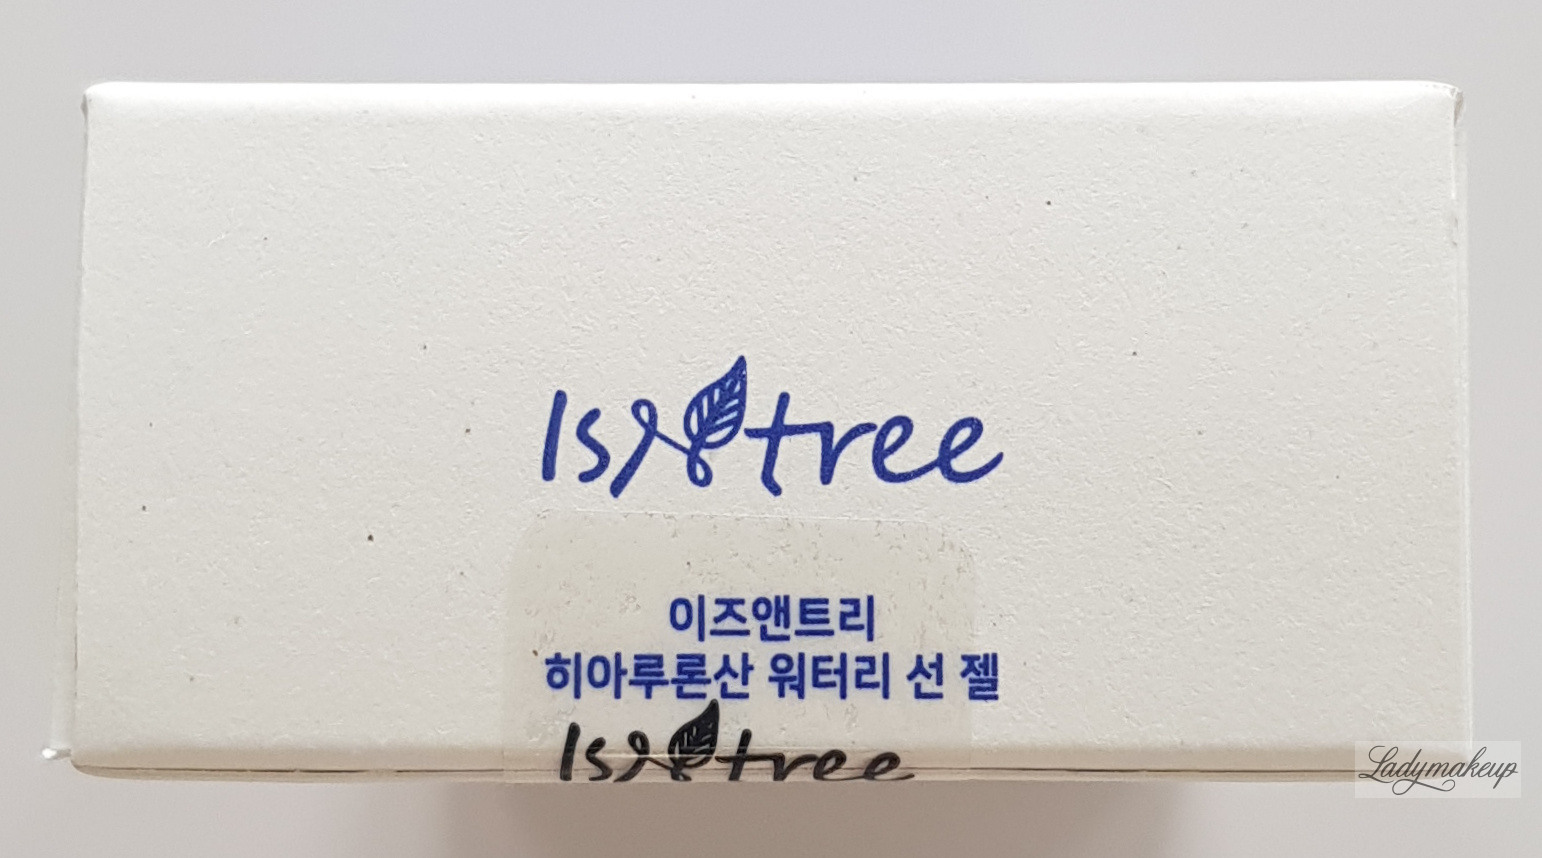 Isntree
이즈앤트리
히아루론산 워터리 선 젤
Isntree
Ladymakeup